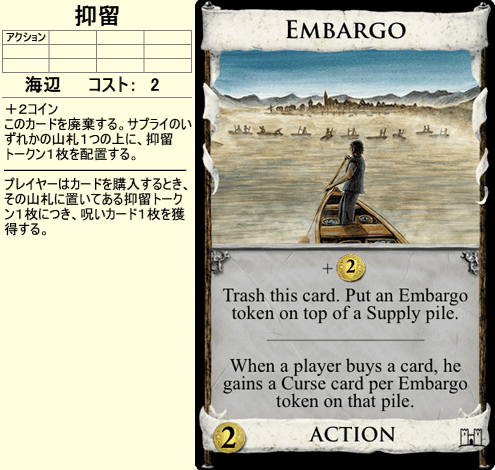 抑留
アクション
海辺 コスト： 2
＋２コイン
このカードを廃棄する。サプライのい
ずれかの山札１つの上に、抑留
トークン１枚を配置する。
プレイヤーはカードを購入するとき、
その山札に置いてある抑留トーク
ン１枚につき、呪いカード１枚を獲
得する。
EMBARGO
+ 2
Trash this card. Put an Embargo
token on top of a Supply pile.
When a player buys a card, he
gains a Curse card per Embargo
token on that pile.
2 ACTION